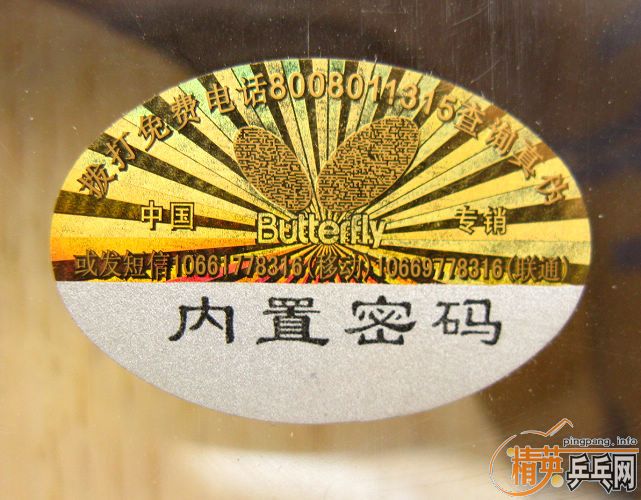 拨打免费电话8008011315查询真伪
中国 专销
Butterfly
或发短信10661778316(移动)10669778316(联通)
内置密码
pingpang.info
精英乒乓网